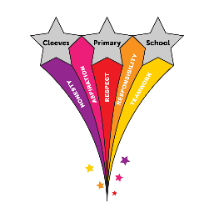 Cleeves Primary School
HONESTY
ASPIRATION
RESPECT
RESPONSIBILITY
TEAMWORK